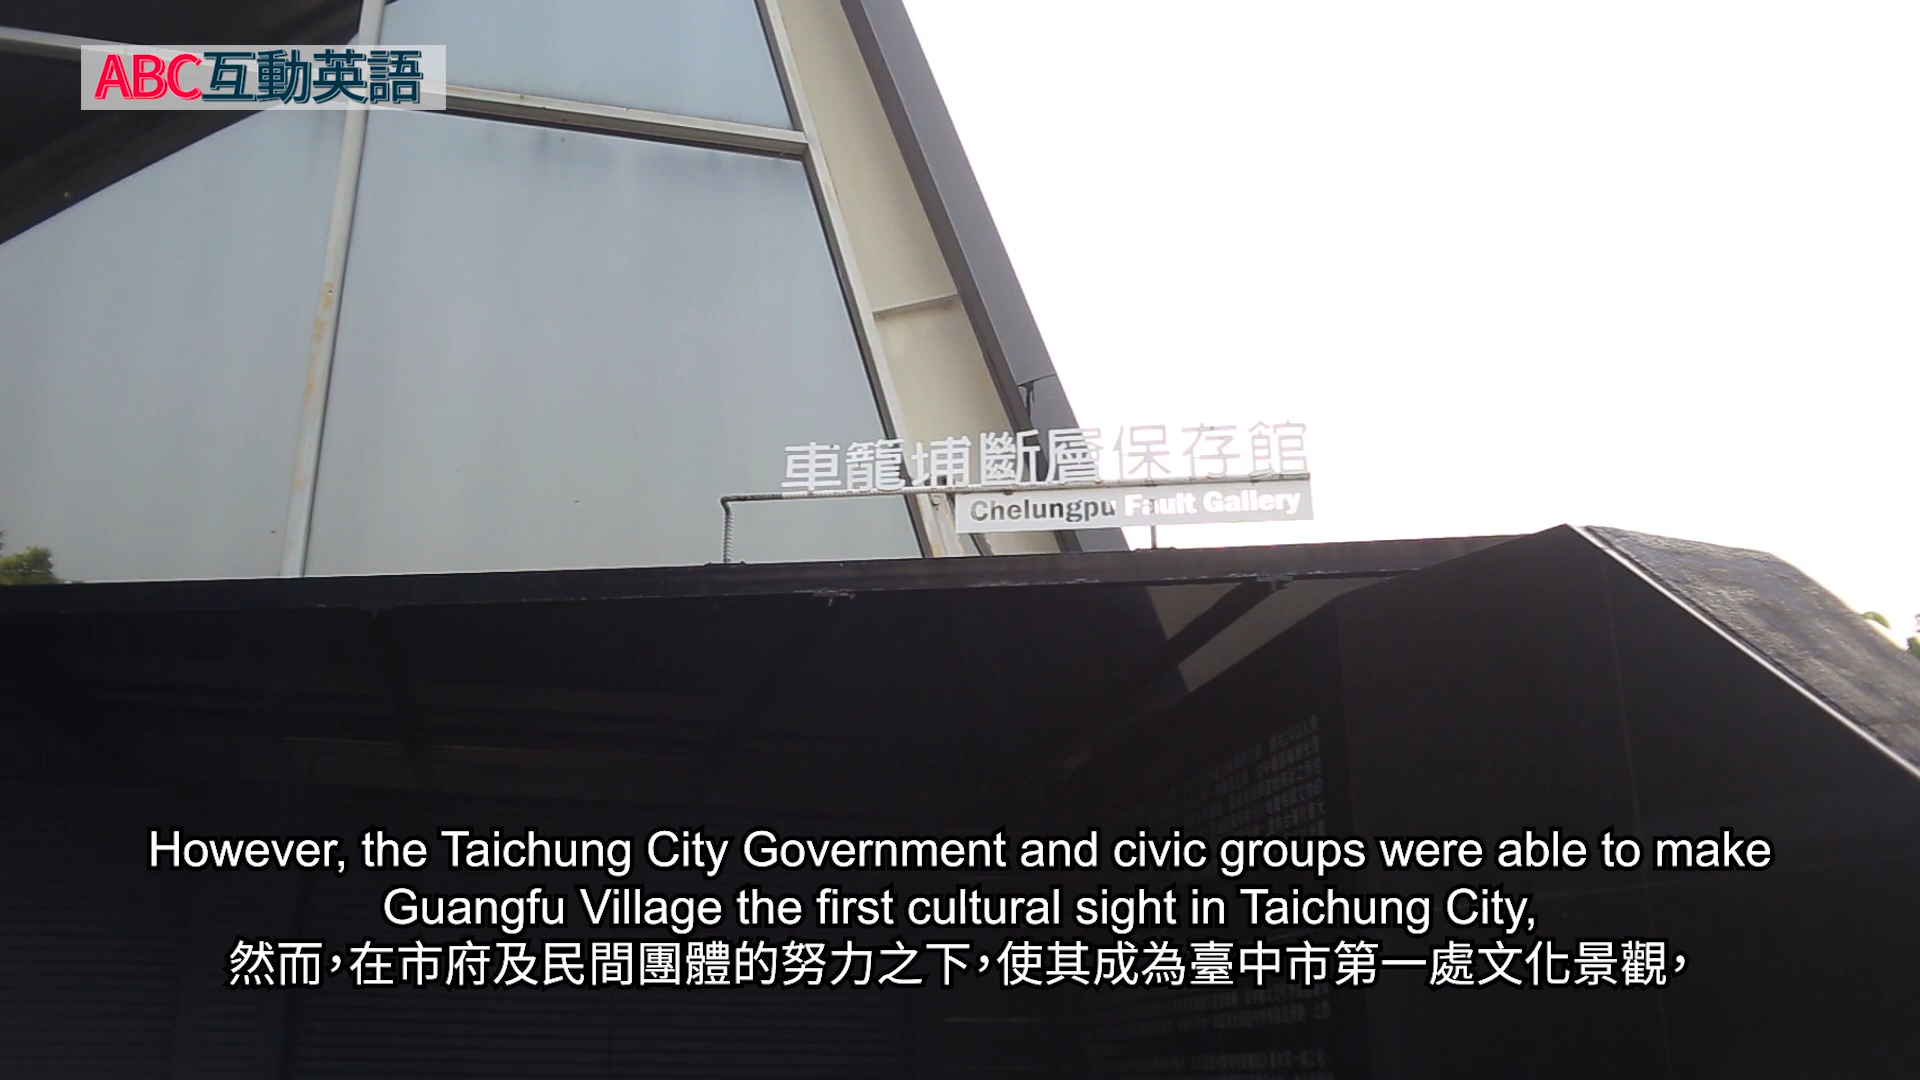 ABC互動英語
車籠埔斷層保存館
Chelungpu Fault Gallery
However, the Taichung City Government and civic groups were able to make
Guangfu Village the first cultural sight in Taichung City,
然而，在市府及民間團體的努力之下，使其成為臺中市第一處文化景觀，